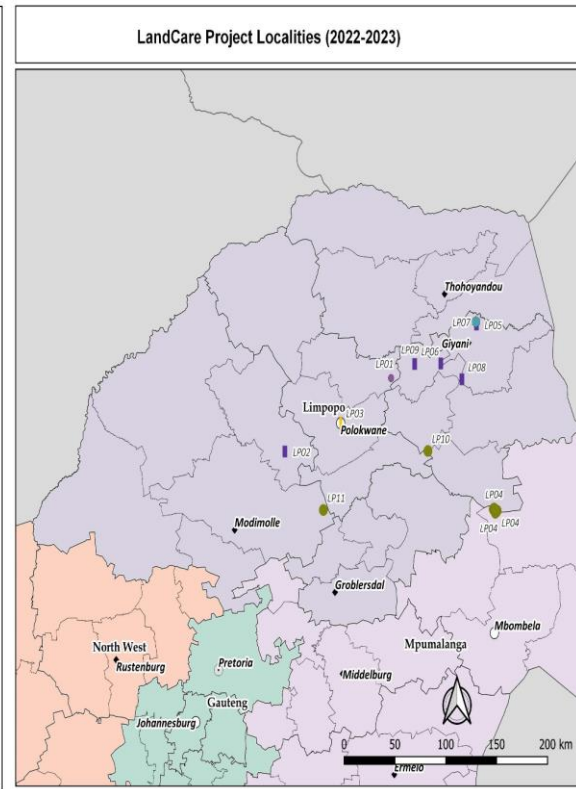 LandCare Project Localities (2022-2023)
Thohoyandou
LP07
LP05
Giyani
LP09
LP06
LP01
LP08
Limpopo
LP03
Polokwane
LP10
LP02
LP11
LP04
LP04
LP04
Modimolle
Groblersdal
Mbombela
North West
Mpumalanga
Rustenburg
Pretoria
Middelburg
Gauteng
Johannesburg
0 50 100 150 200 km
Ermelo